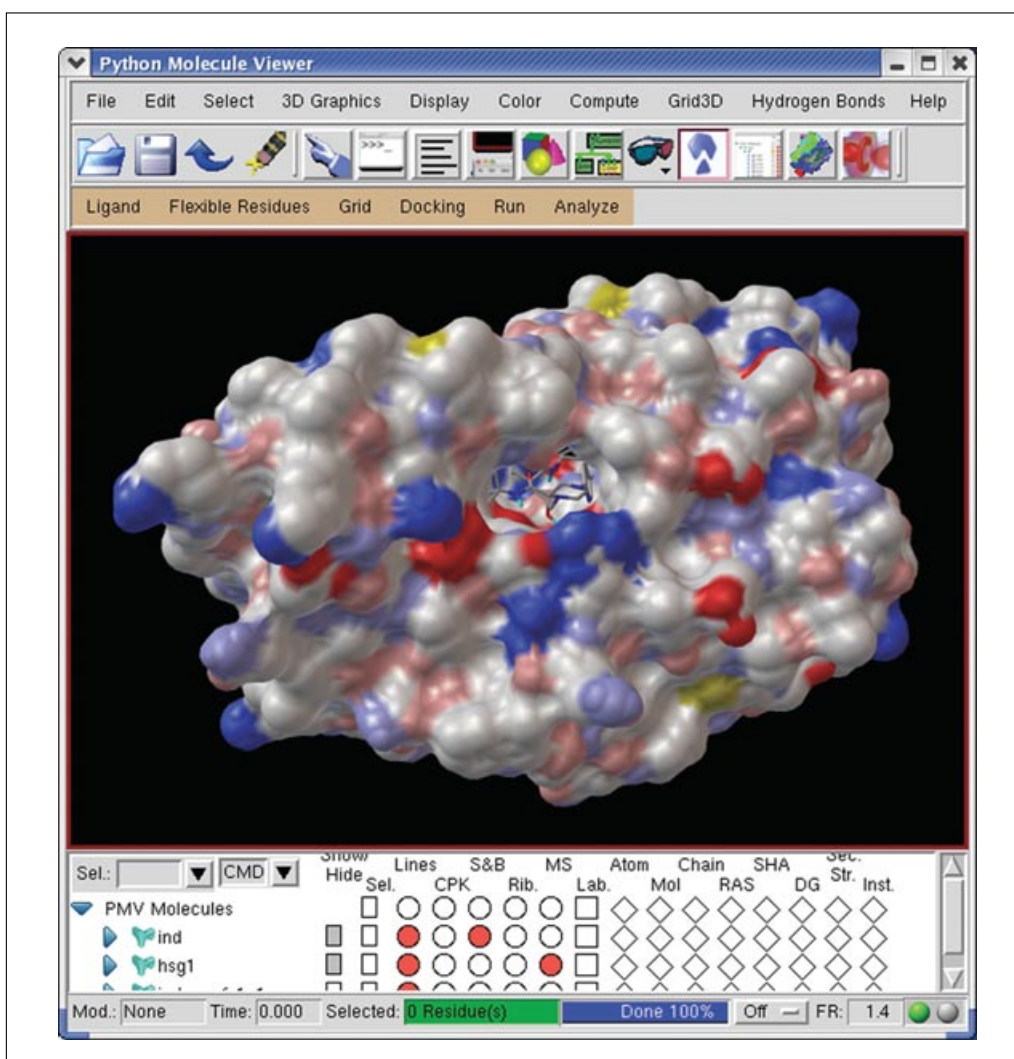 Python Molecule Viewer
File Edit Select 3D Graphics Display Color Compute Grid3D Hydrogen Bonds Help
>>>
Ligand Flexible Residues Grid Docking Run Analyze
Show/ Lines S&B MS Atom Chain SHA Sec.
Sel.: CMD Hide Sel. CPK Rib. Lab. Mol RAS DG Str. Inst.
PMV Molecules
ind
hsg1
Mod.: None Time: 0.000 Selected: 0 Residue(s) Done 100% Off FR: 1.4